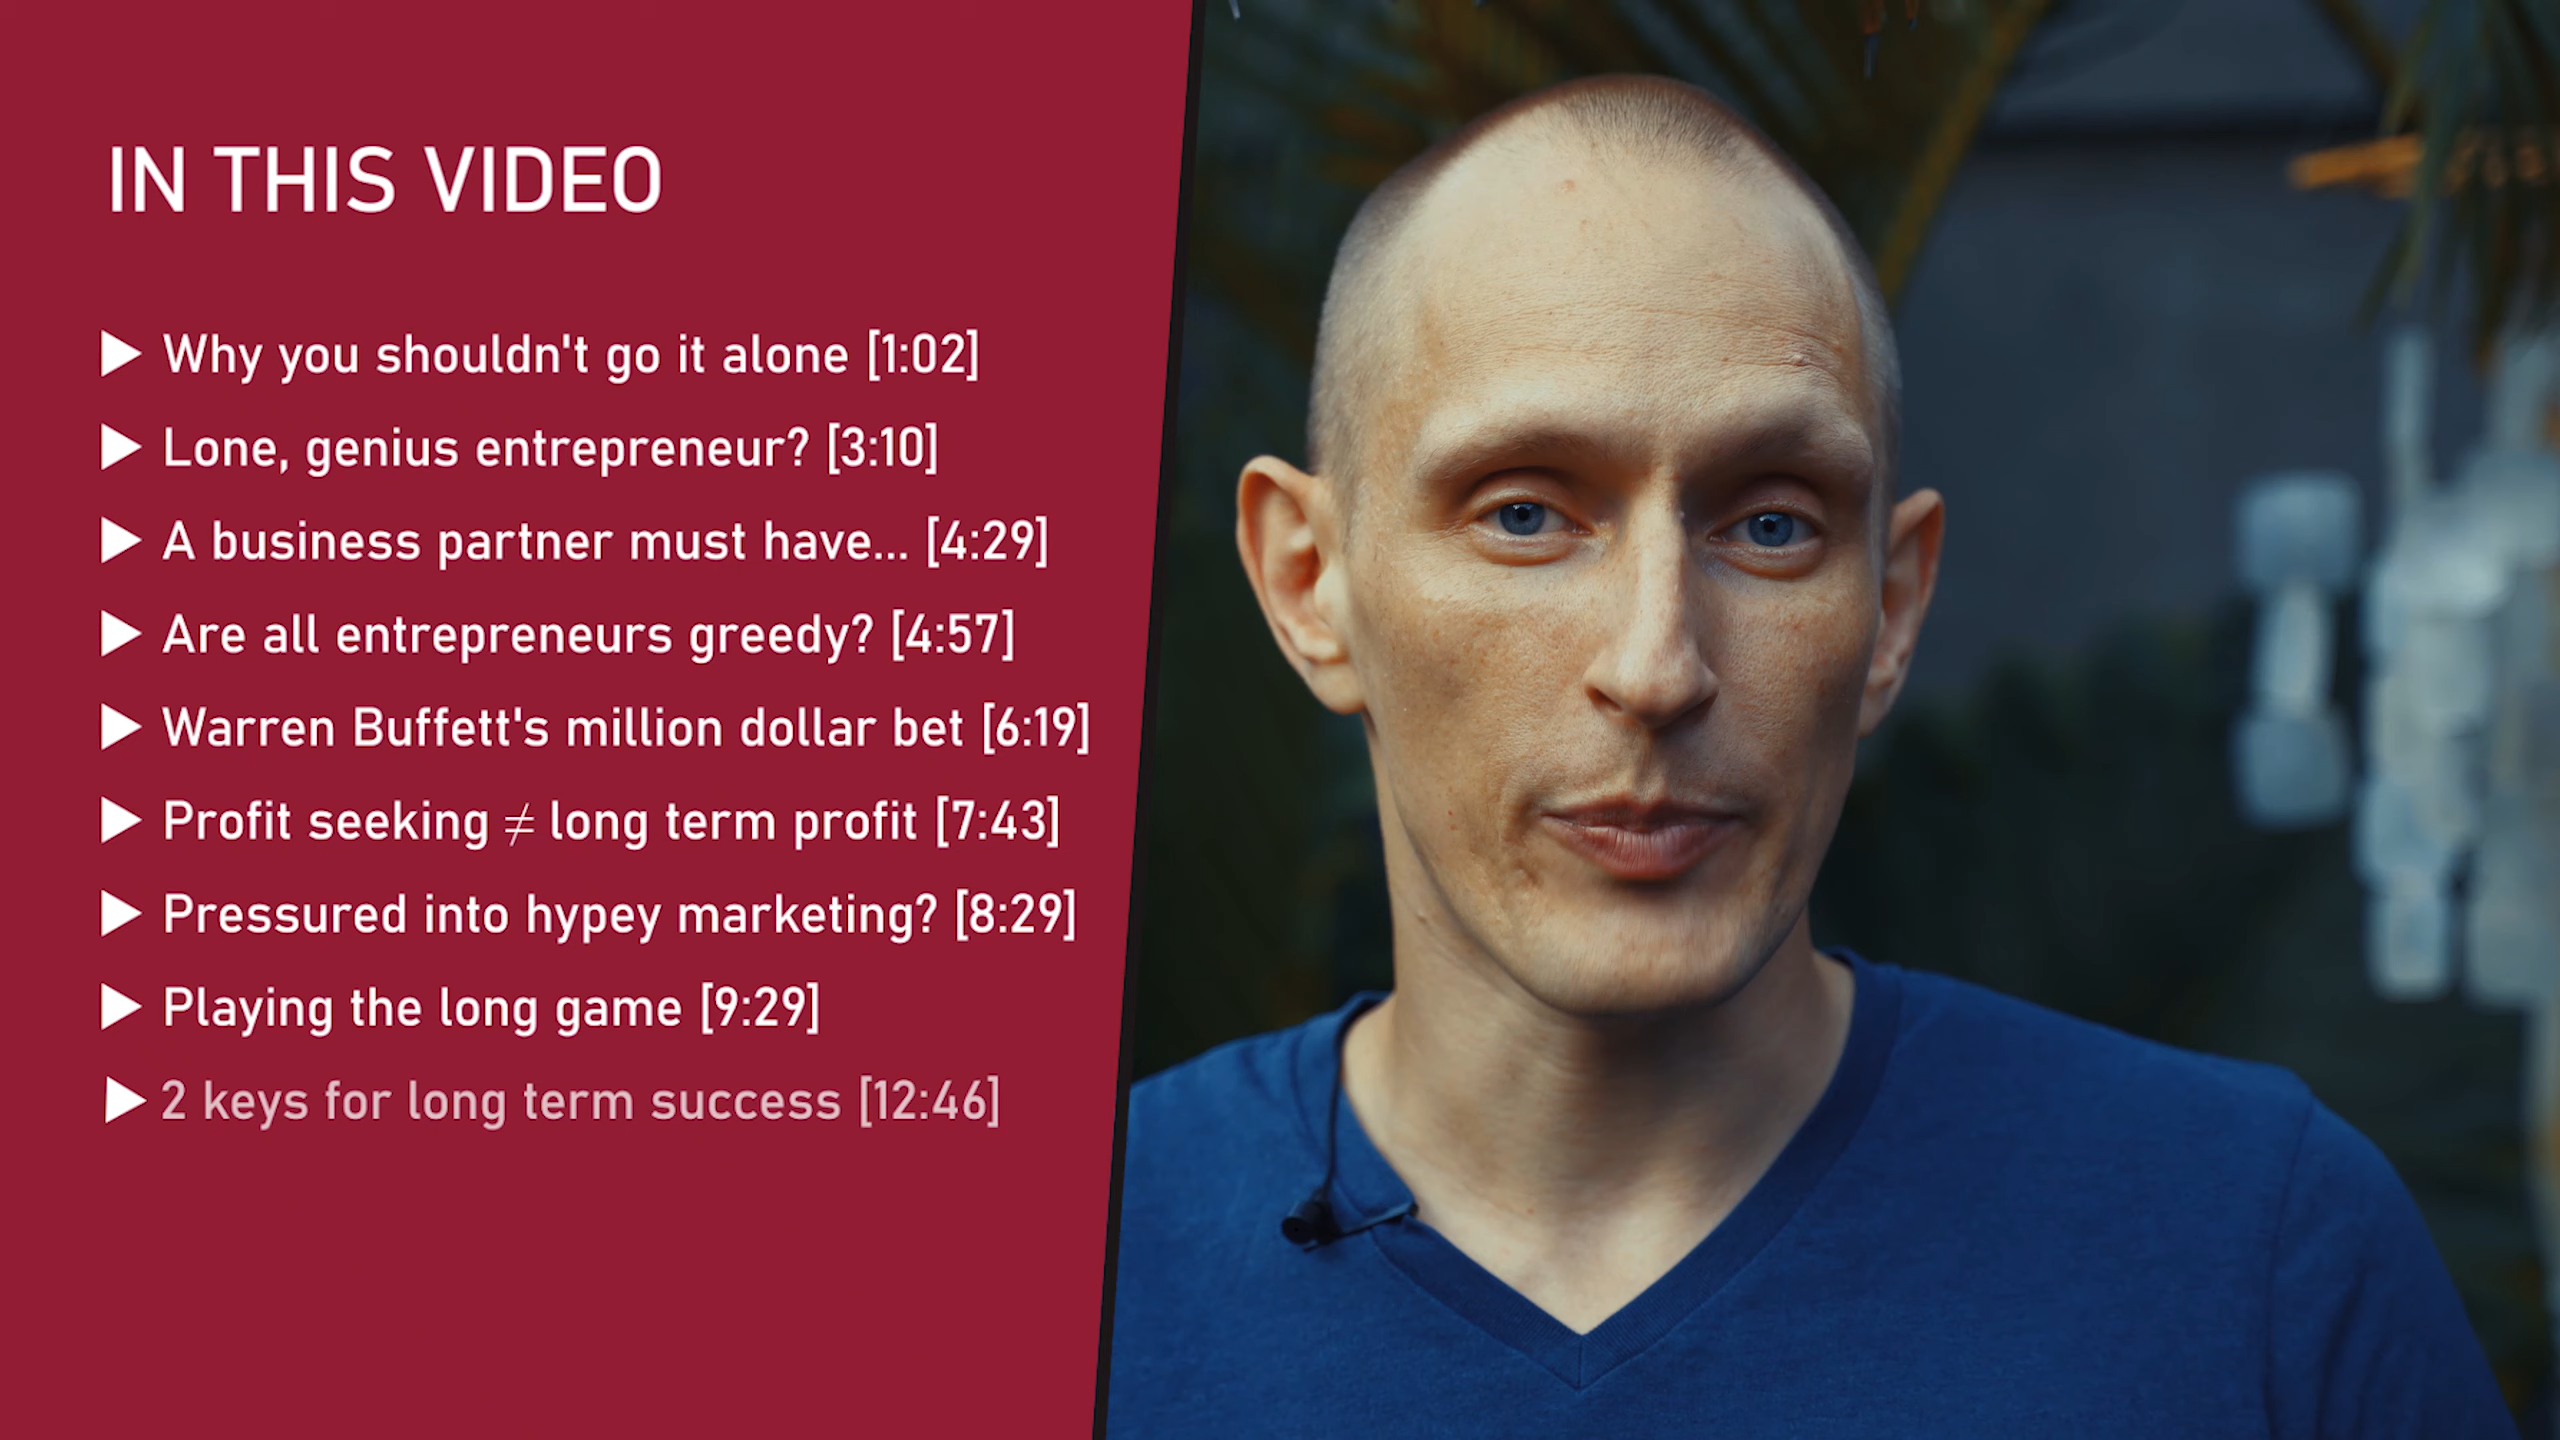 IN THIS VIDEO
Why you shouldn't go it alone [1:02]
Lone, genius entrepreneur? [3:10]
A business partner must have... [4:29]
Are all entrepreneurs greedy? [4:57]
Warren Buffett's million dollar bet [6:19]
Profit seeking ≠ long term profit [7:43]
Pressured into hypey marketing? [8:29]
Playing the long game [9:29]
2 keys for long term success [12:46]